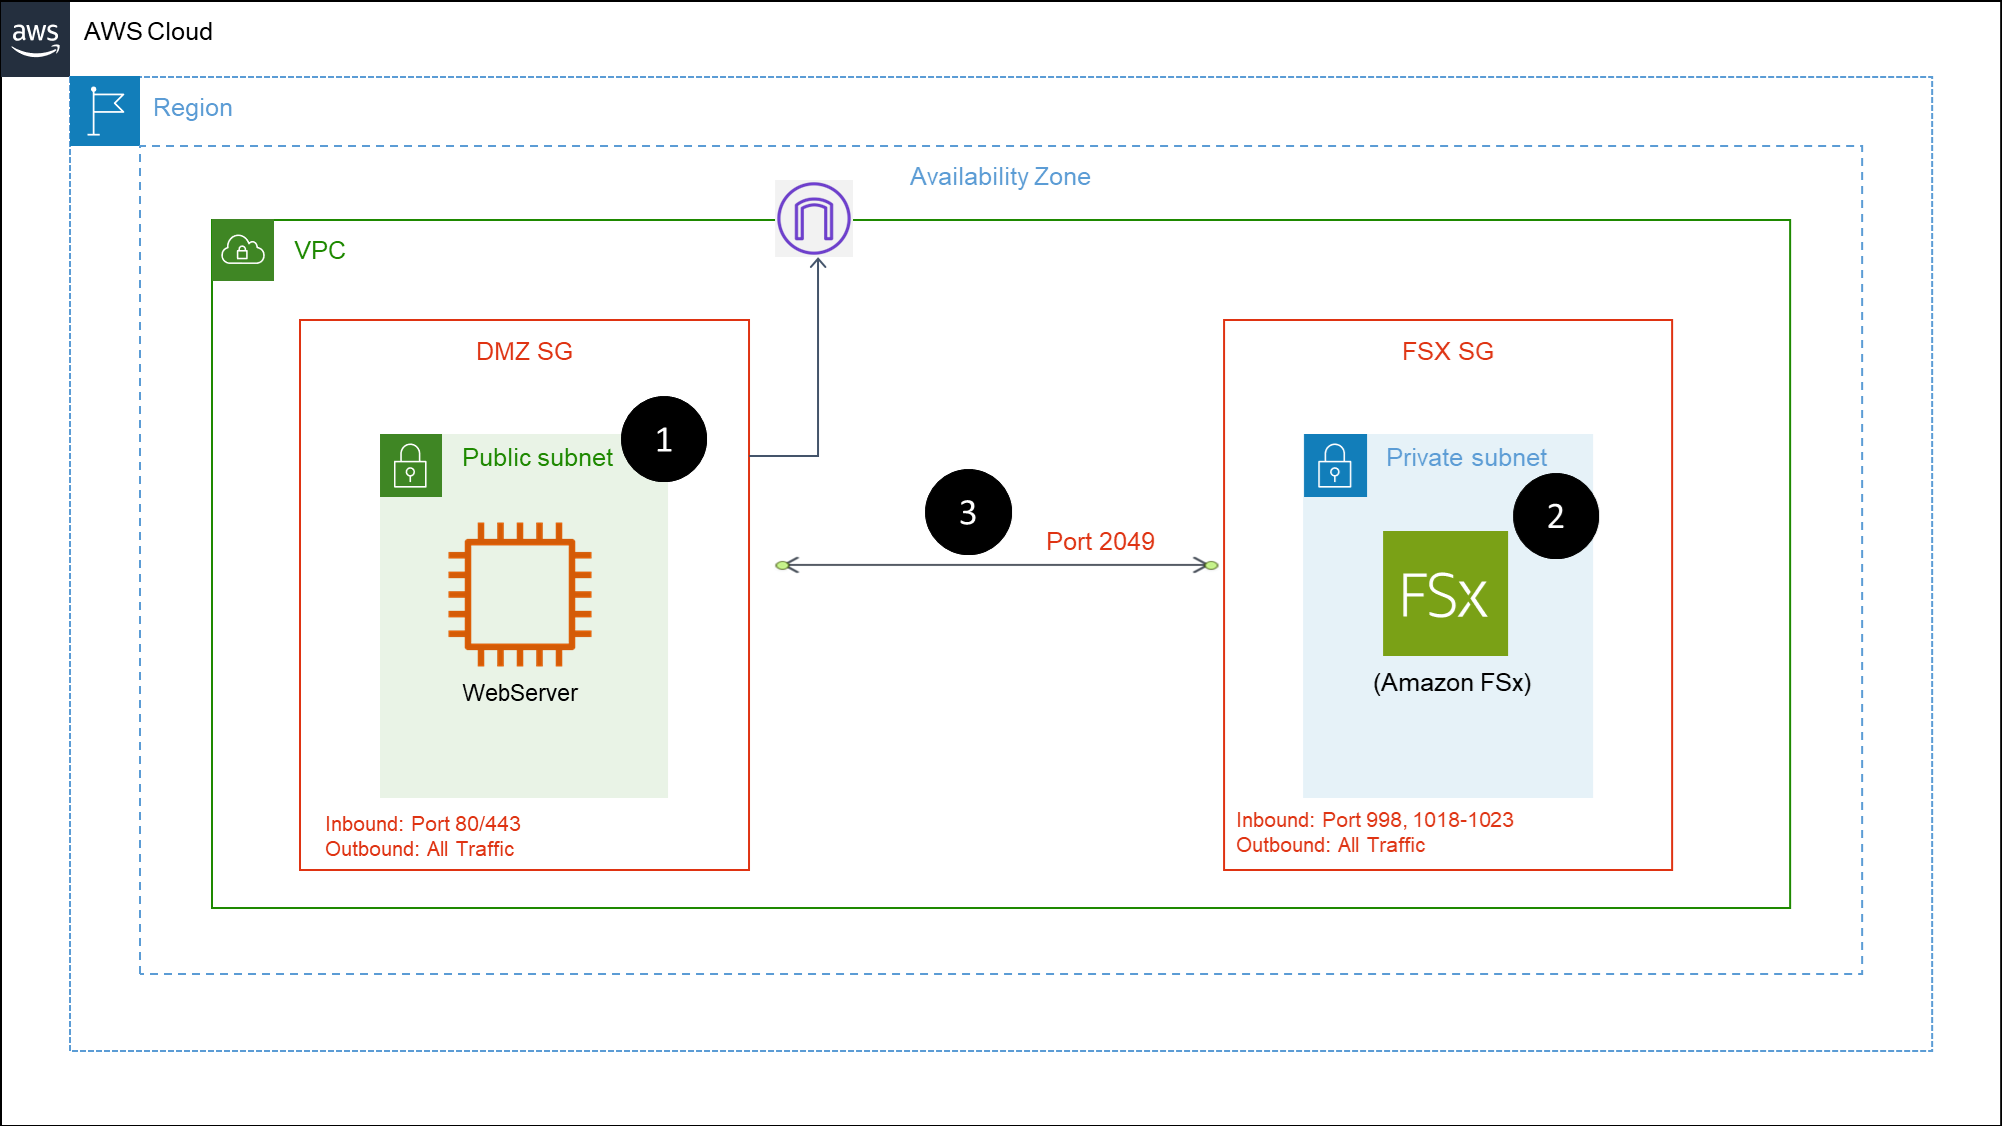 aws
AWS Cloud
Region
Availability Zone
VPC
DMZ SG
FSX SG
1
Public subnet
Private subnet
2
3
Port 2049
FSx
(Amazon FSx)
WebServer
Inbound: Port 80/443
Outbound: All Traffic
Inbound: Port 998, 1018-1023
Outbound: All Traffic